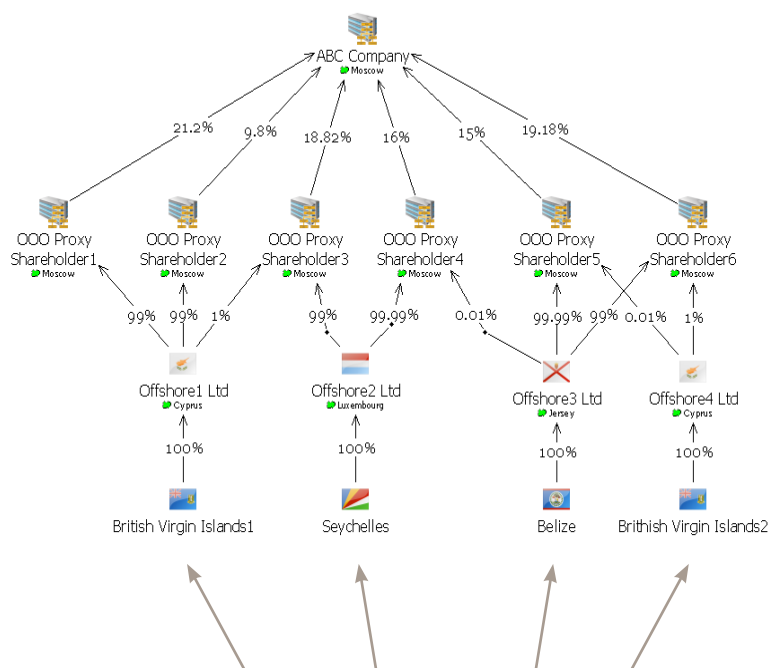 ABC Company
Moscow
21.2%
9.8%
18.82%
16%
15%
19.18%
OOO Proxy
Shareholder1
Moscow
OOO Proxy
Shareholder2
Moscow
OOO Proxy
Shareholder3
Moscow
OOO Proxy
Shareholder4
Moscow
OOO Proxy
Shareholder5
Moscow
OOO Proxy
Shareholder6
Moscow
99%
99%
1%
99%
99.99%
0.01%
99.99%
99%
0.01%
1%
Offshore1 Ltd
Cyprus
Offshore2 Ltd
Luxembourg
Offshore3 Ltd
Jersey
Offshore4 Ltd
Cyprus
100%
100%
100%
100%
British Virgin Islands1
Seychelles
Belize
Brithish Virgin Islands2